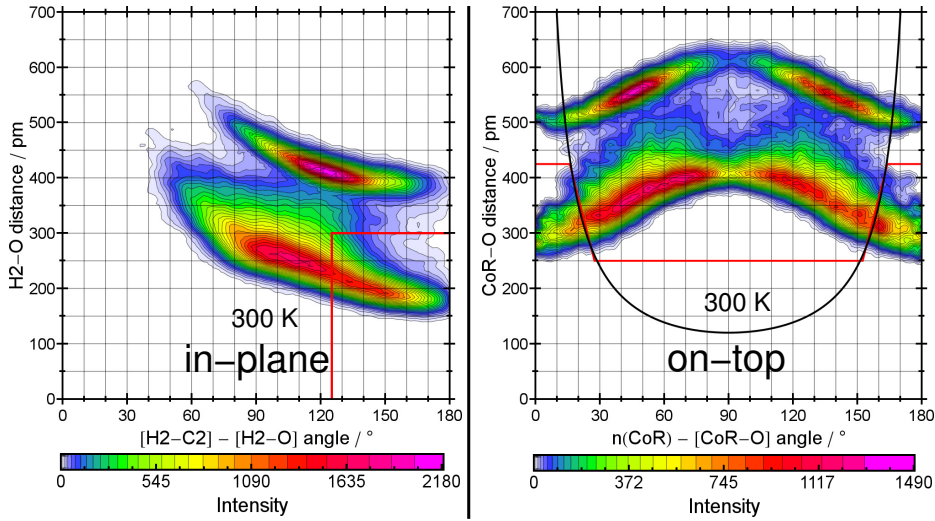 700
600
500
400
300
200
100
0
H2−O distance / pm
300 K
in−plane
0 30 60 90 120 150 180
[H2−C2] − [H2−O] angle / °
0 545 1090 1635 2180
Intensity
700
600
500
400
300
200
100
0
CoR−O distance / pm
300 K
on−top
0 30 60 90 120 150 180
n(CoR) − [CoR−O] angle / °
0 372 745 1117 1490
Intensity